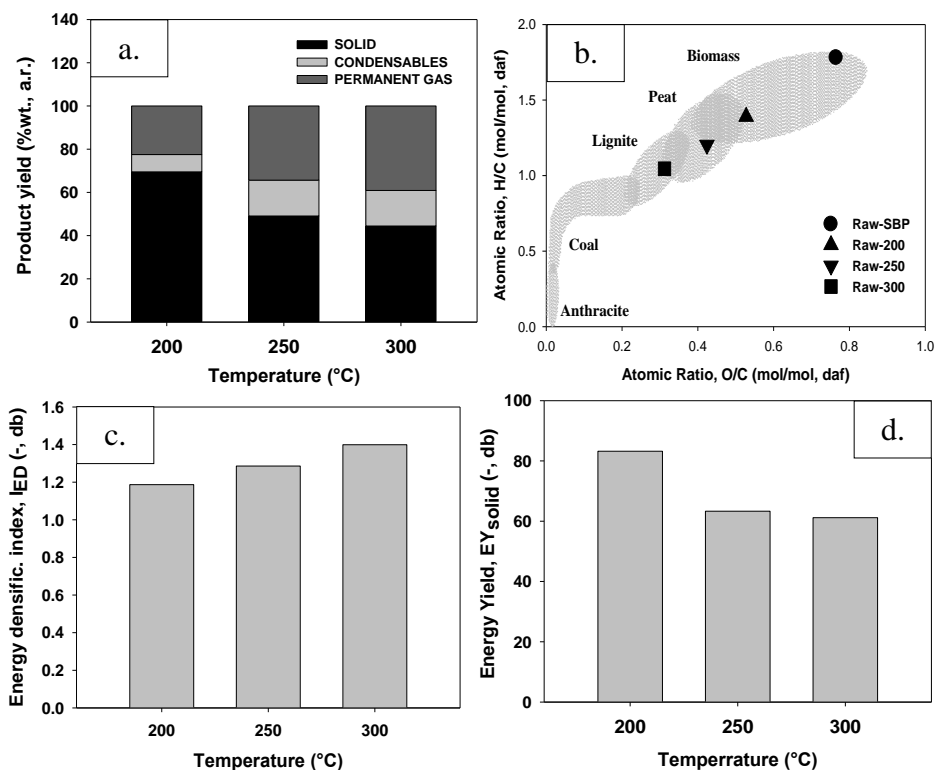 a.
SOLID
CONDENSABLES
PERMANENT GAS
Product yield (%wt., a.r.)
140
120
100
80
60
40
20
0
200 250 300
Temperature (°C)
b.
Biomass
Peat
Lignite
Coal
Anthracite
Raw-SBP
Raw-200
Raw-250
Raw-300
Atomic Ratio, H/C (mol/mol, daf)
2.0
1.5
1.0
0.5
0.0
0.0 0.2 0.4 0.6 0.8 1.0
Atomic Ratio, O/C (mol/mol, daf)
c.
Energy densific. index, IED (-, db)
1.6
1.4
1.2
1.0
0.8
0.6
0.4
0.2
0.0
200 250 300
Temperature (°C)
d.
Energy Yield, EYsolid (-, db)
100
80
60
40
20
0
200 250 300
Temperrature (°C)